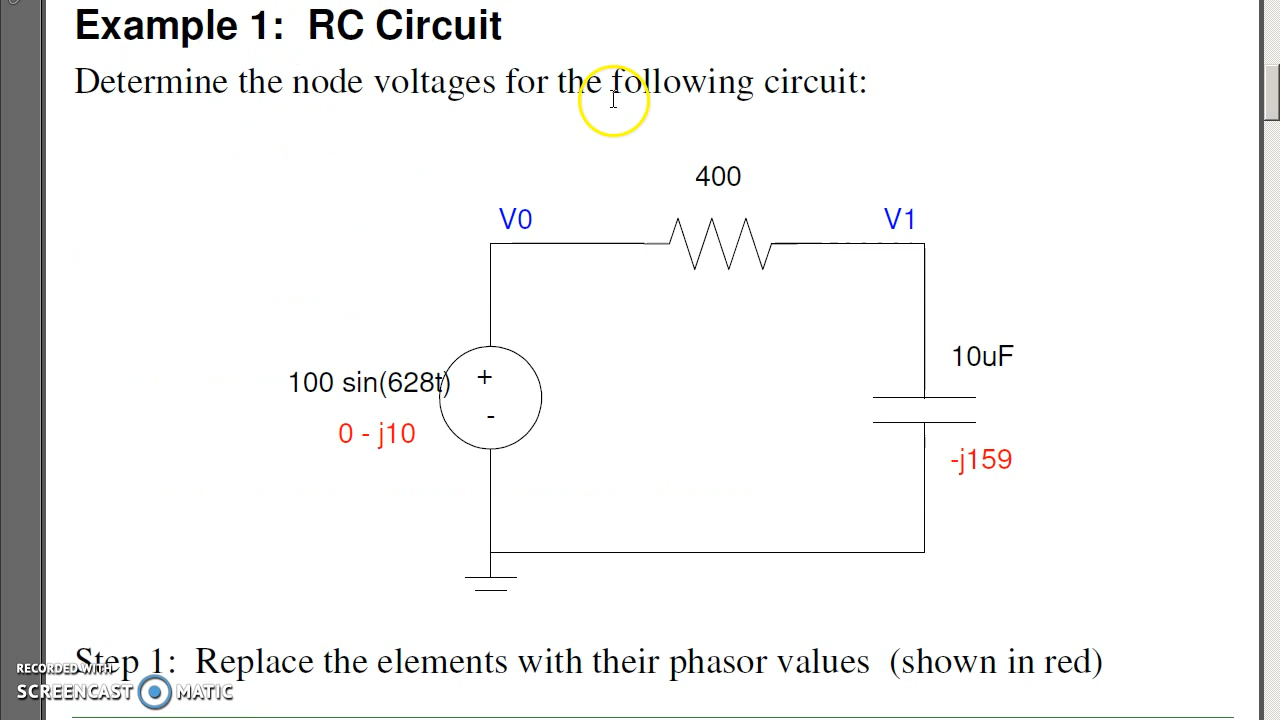 Example 1: RC Circuit
Determine the node voltages for the following circuit:
400
V0
V1
10uF
100 sin(628t)
+
-
0 - j10
-j159
Step 1: Replace the elements with their phasor values (shown in red)
RECORDED WITH
SCREENCAST MATIC